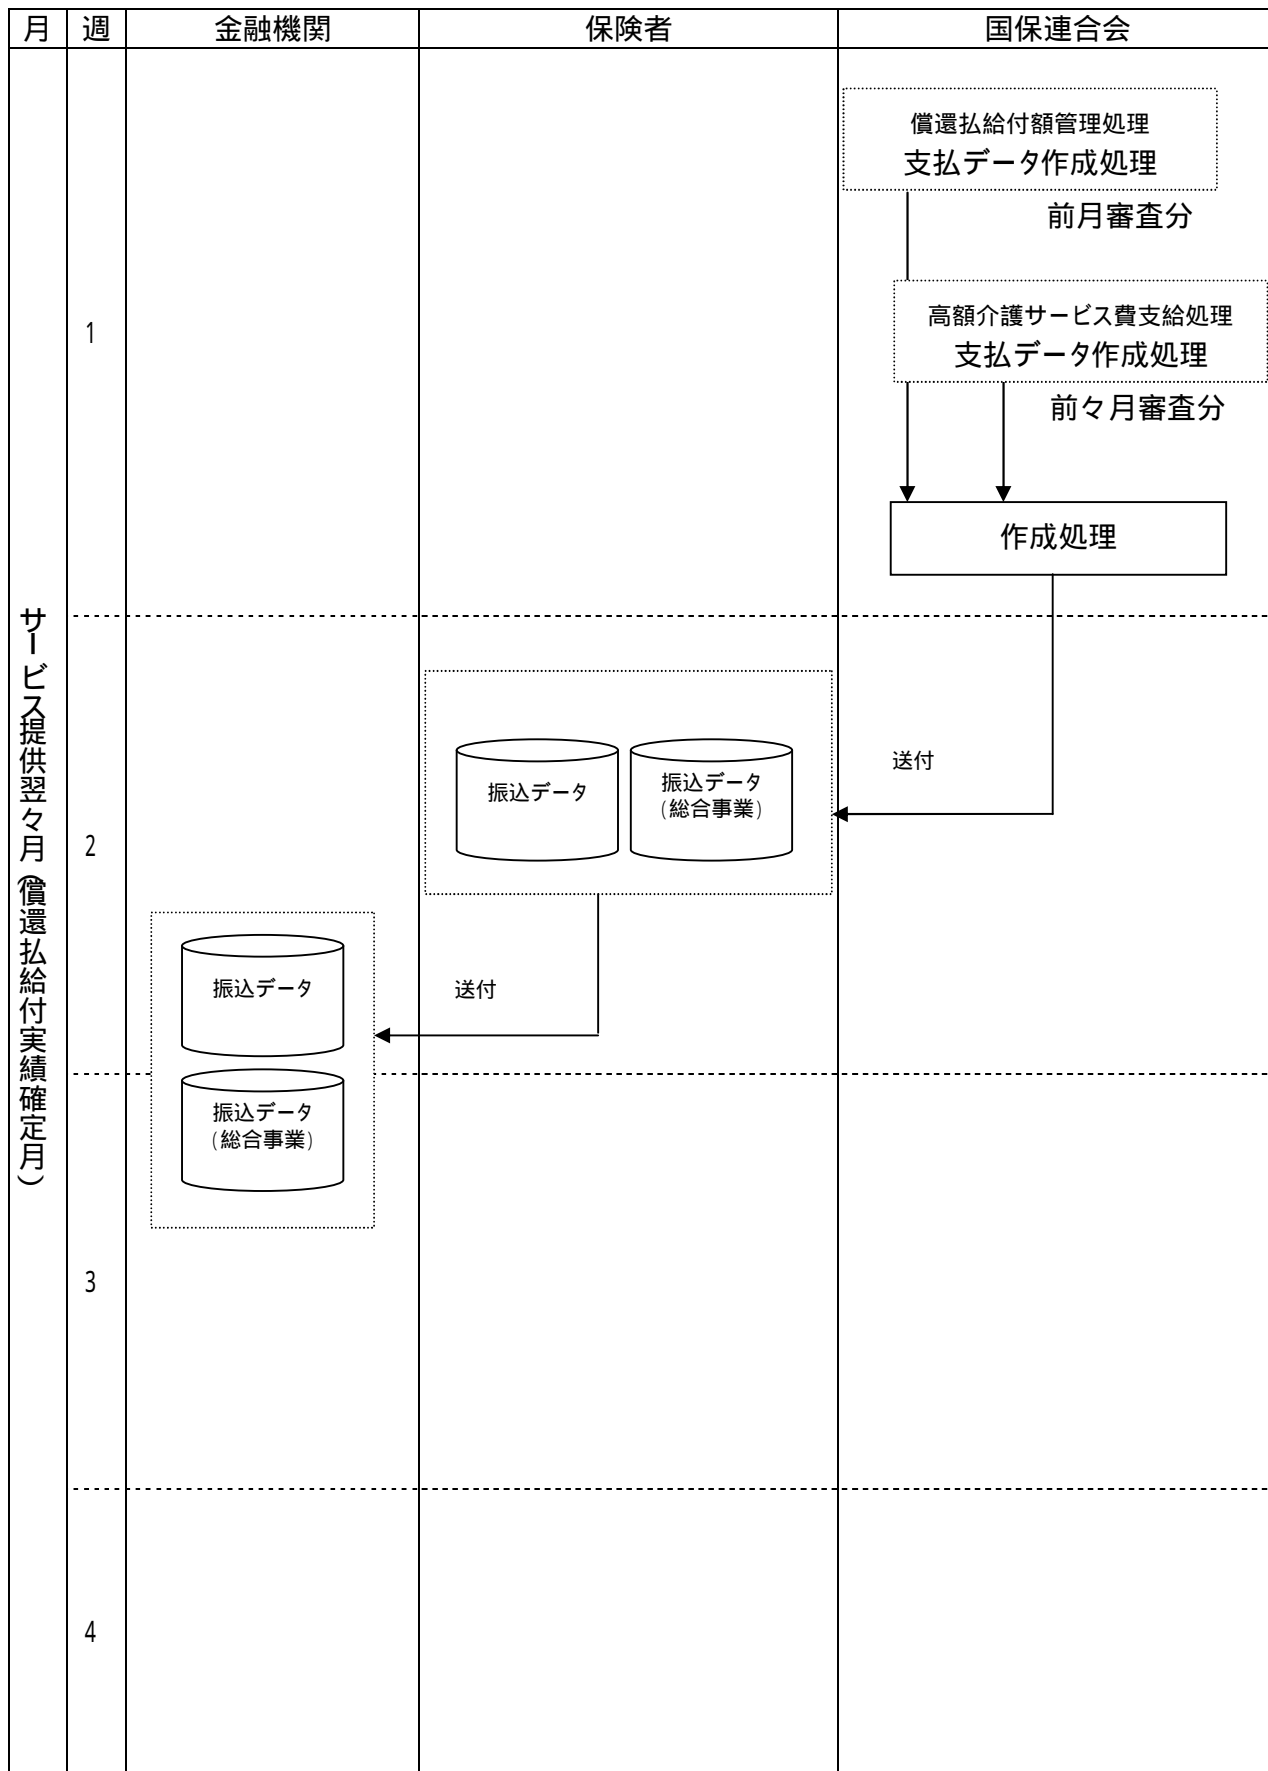 月
週
金融機関
保険者
国保連合会
償還払給付額管理処理
支払データ作成処理
前月審査分
1
高額介護サービス費支給処理
支払データ作成処理
前々月審査分
作成処理
サービス提供翌々月(償還払給付実績確定月)
2
振込データ
振込データ
(総合事業)
送付
振込データ
送付
振込データ
(総合事業)
3
4